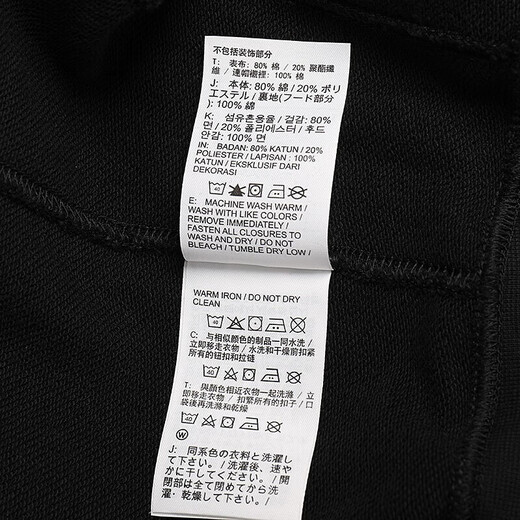 不包括装饰部分
T: 表布: 80% 棉 / 20% 聚酯纖
維 / 連帽襯裡: 100% 棉
J: 本体: 80% 綿 / 20% ポリ
エステル / 裏地(フード部分
): 100% 綿
K: 섬유혼용율 / 겉감: 80%
면 / 20% 폴리에스터 / 후드
안감: 100% 면
IN: BADAN: 80% KATUN / 20%
POLIESTER / LAPISAN : 100%
KATUN / EKSKLUSIF DARI
DEKORASI
40
E: MACHINE WASH WARM /
WASH WITH LIKE COLORS /
REMOVE IMMEDIATELY /
FASTEN ALL CLOSURES TO
WASH AND DRY / DO NOT
BLEACH / TUMBLE DRY LOW /
WARM IRON / DO NOT DRY
CLEAN
40
C: 与相似颜色的制品一同水洗 /
立即移走衣物 / 水洗和干燥前扣紧
所有的钮扣和拉链
40
T: 與顏色相近衣物一起洗滌 / 立
即移走衣物 / 扣緊所有的扣子 / 口
袋後再洗滌和乾燥
40
W
J: 同系色の衣料と洗濯し
て下さい。 / 洗濯後、速や
かに干してください。 / 開
閉部は全て閉めてから洗
濯・乾燥して下さい。